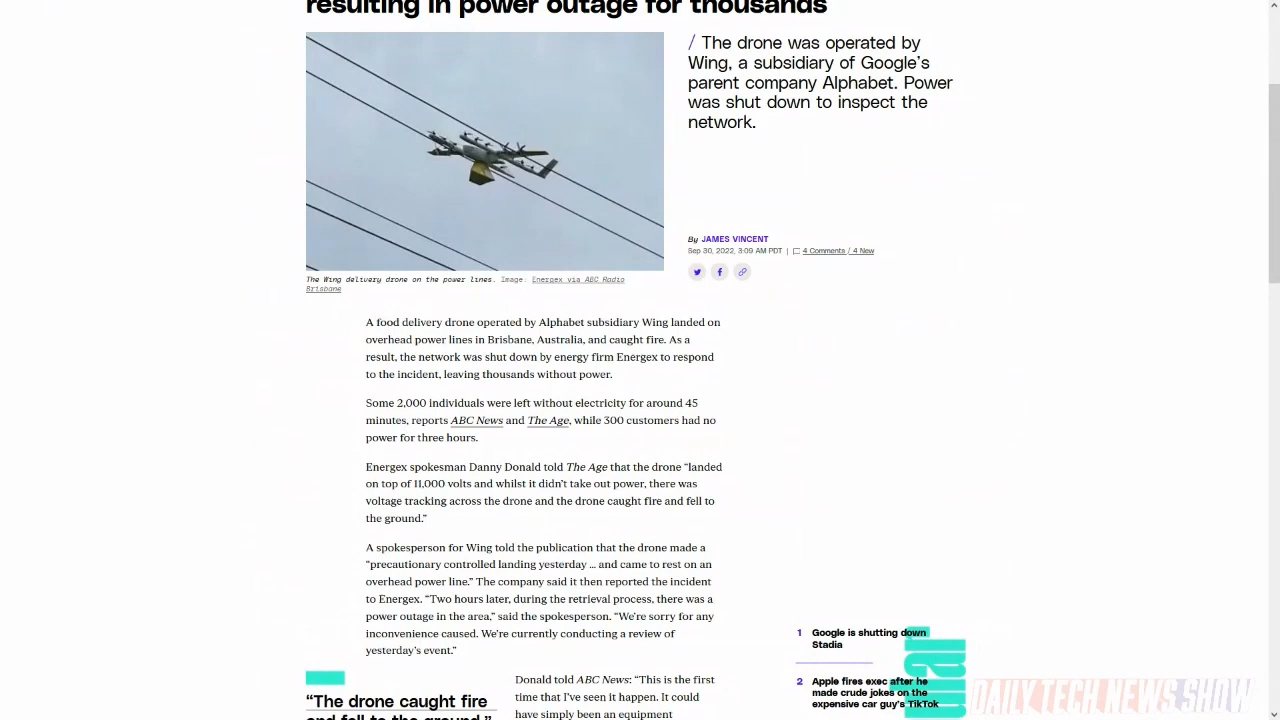 resulting in power outage for thousands
/ The drone was operated by
Wing, a subsidiary of Google's
parent company Alphabet. Power
was shut down to inspect the
network.
By JAMES VINCENT
Sep 30, 2022, 3:09 AM PDT | 4 Comments / 4 New
The Wing delivery drone on the power lines. Image: Energex via ABC Radio
Brisbane
A food delivery drone operated by Alphabet subsidiary Wing landed on
overhead power lines in Brisbane, Australia, and caught fire. As a
result, the network was shut down by energy firm Energex to respond
to the incident, leaving thousands without power.
Some 2,000 individuals were left without electricity for around 45
minutes, reports ABC News and The Age, while 300 customers had no
power for three hours.
Energex spokesman Danny Donald told The Age that the drone “landed
on top of 11,000 volts and whilst it didn't take out power, there was
voltage tracking across the drone and the drone caught fire and fell to
the ground.”
A spokesperson for Wing told the publication that the drone made a
“precautionary controlled landing yesterday ... and came to rest on an
overhead power line.” The company said it then reported the incident
to Energex. “Two hours later, during the retrieval process, there was a
power outage in the area,” said the spokesperson. “We're sorry for any
inconvenience caused. We're currently conducting a review of
yesterday's event.”
“The drone caught fire
and fell to the ground.”
Donald told ABC News: “This is the first
time that I've seen it happen. It could
have simply been an equipment
1 Google is shutting down
Stadia
2 Apple fires exec after he
made crude jokes on the
expensive car guy's TikTok
DAILY TECH NEWS SHOW